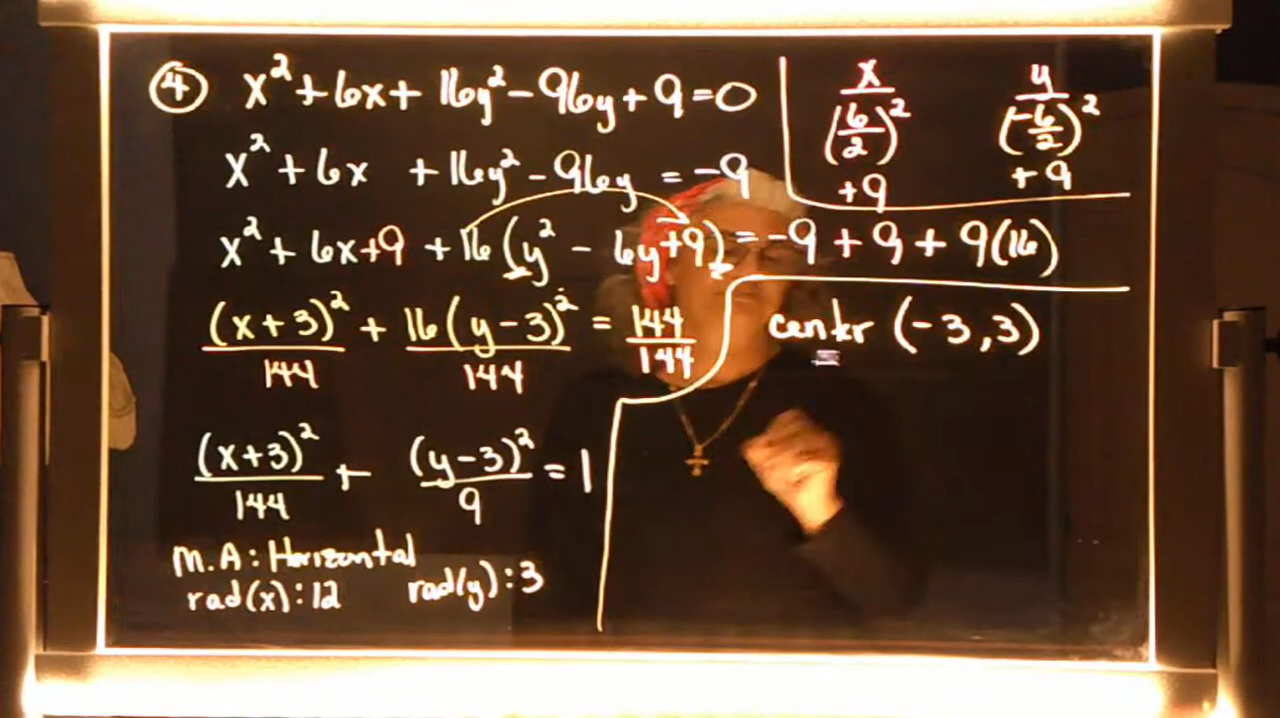 ④ x² + 6x + 16y² - 96y + 9 = 0
x² + 6x + 16y² - 96y = -9
x y
(6/2)² (-6/2)²
+9 +9
x² + 6x + 9 + 16(y² - 6y + 9) = -9 + 9 + 9(16)
(x+3)²/144 + 16(y-3)²/144 = 144/144
center (-3,3)
(x+3)²/144 + (y-3)²/9 = 1
M.A: Horizontal
rad(x): 12 rad(y): 3